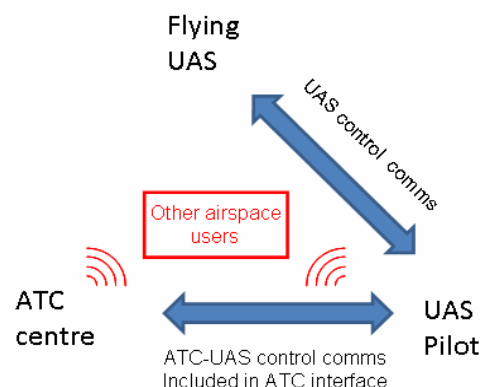 Flying
UAS
UAS control comms
Other airspace
users
ATC
centre
UAS
Pilot
ATC-UAS control comms
Included in ATC interface